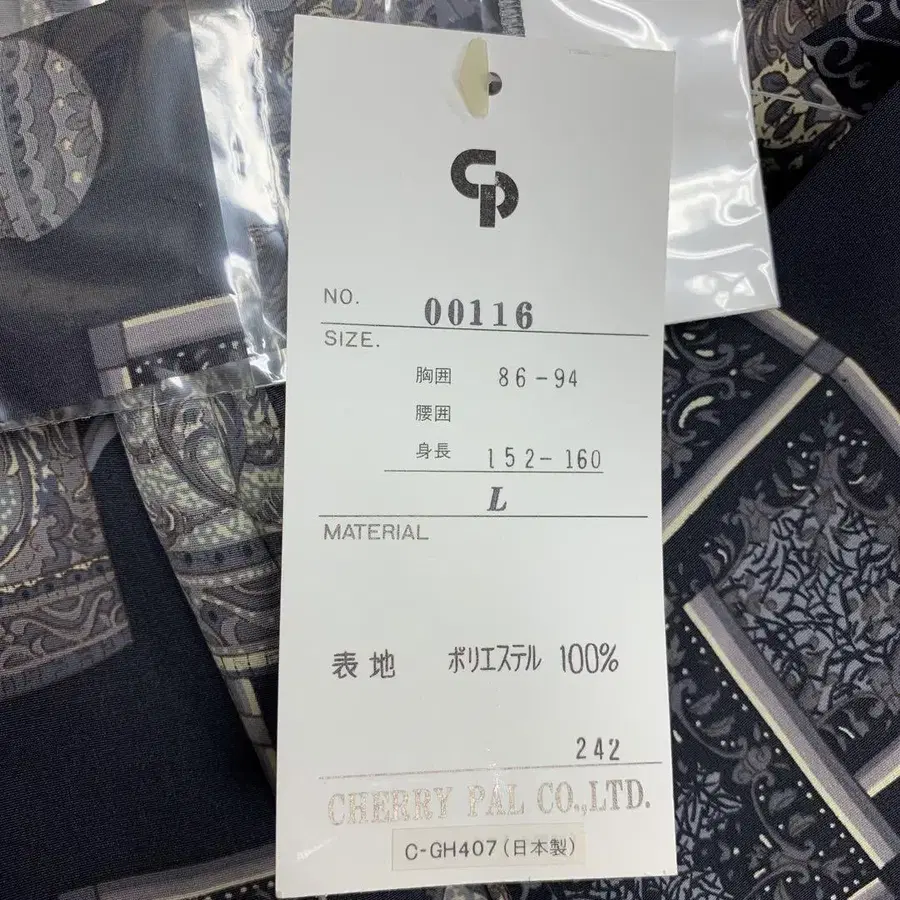 CP
NO. 00116
SIZE.
胸囲 86-94
腰囲
身長 152-160
L
MATERIAL
表地 ポリエステル 100%
242
CHERRY PAL CO.,LTD.
C-GH407(日本製)